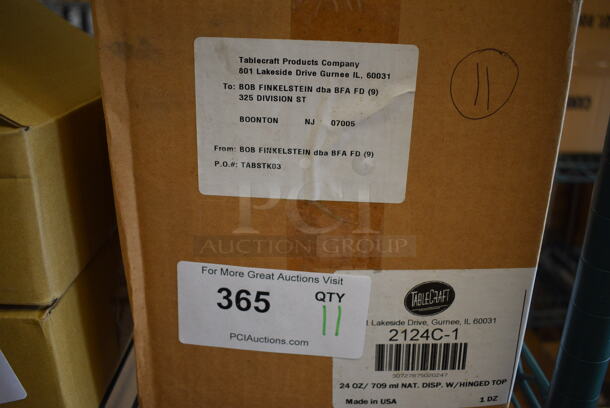 Tablecraft Products Company
801 Lakeside Drive Gurnee IL, 60031
To: BOB FINKELSTEIN dba BFA FD (9)
325 DIVISION ST
BOONTON NJ 07005
From: BOB FINKELSTEIN dba BFA FD (9)
P.O.#: TABSTK03
11
PCI
AUCTION GROUP
For More Great Auctions Visit
365 QTY
11
PCIAuctions.com
TABLECRAFT
1 Lakeside Drive, Gurnee, IL 60031
2124C-1
24 OZ/ 709 ml NAT. DISP. W/HINGED TOP
Made in USA 1 DZ